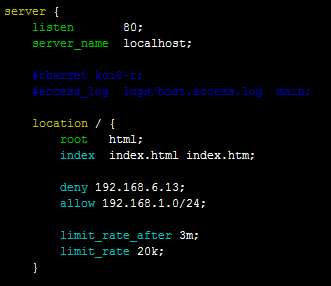 server {
    listen       80;
    server_name  localhost;
    #charset koi8-r;
    #access_log  logs/host.access.log  main;
    location / {
        root   html;
        index  index.html index.htm;
        deny 192.168.6.13;
        allow 192.168.1.0/24;
        limit_rate_after 3m;
        limit_rate 20k;
    }